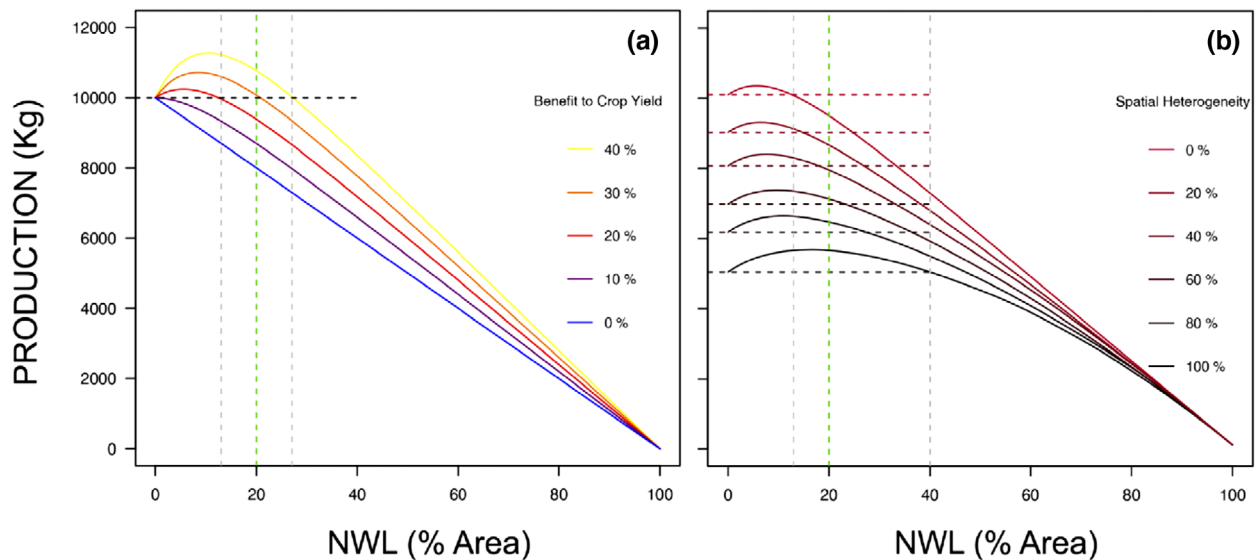 PRODUCTION (Kg)
12000
10000
8000
6000
4000
2000
0
(a)
Benefit to Crop Yield
40 %
30 %
20 %
10 %
0 %
0 20 40 60 80 100
NWL (% Area)
(b)
Spatial Heterogeneity
0 %
20 %
40 %
60 %
80 %
100 %
0 20 40 60 80 100
NWL (% Area)